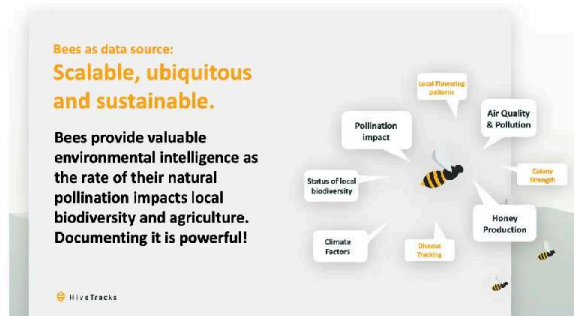 Bees as data source:
Scalable, ubiquitous
and sustainable.
Bees provide valuable
environmental intelligence as
the rate of their natural
pollination impacts local
biodiversity and agriculture.
Documenting it is powerful!
Local Flowering
patterns
Air Quality
& Pollution
Pollination
impact
Colony
Strength
Status of local
biodiversity
Honey
Production
Climate
Factors
Disease
Tracking
HiveTracks